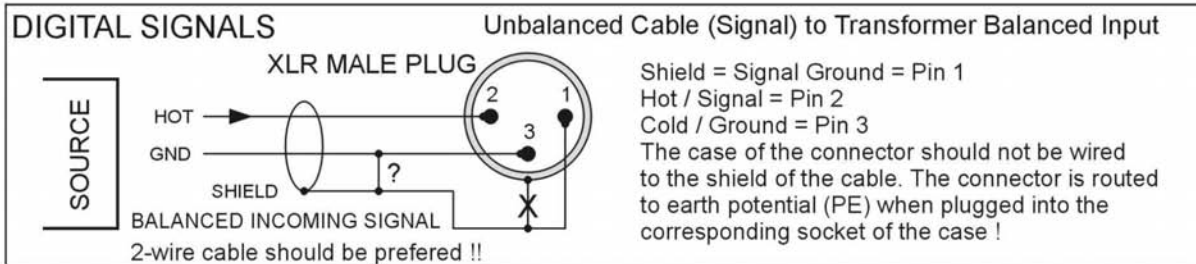 DIGITAL SIGNALS
Unbalanced Cable (Signal) to Transformer Balanced Input
XLR MALE PLUG
SOURCE
HOT
GND
SHIELD
?
2
1
3
X
BALANCED INCOMING SIGNAL
2-wire cable should be prefered !!
Shield = Signal Ground = Pin 1
Hot / Signal = Pin 2
Cold / Ground = Pin 3
The case of the connector should not be wired
to the shield of the cable. The connector is routed
to earth potential (PE) when plugged into the
corresponding socket of the case !